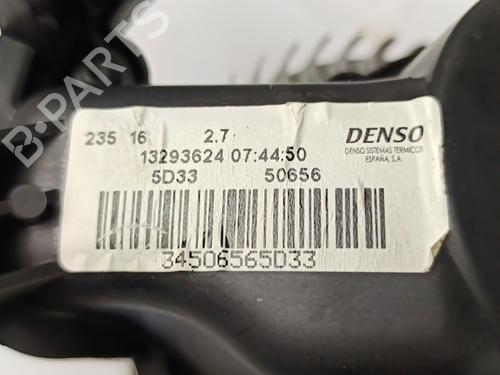 235 16 2.7
DENSO
DENSO SISTEMAS TERMICOS
ESPAÑA, S.A.
13293624 07:44:50
5D33 50656
34506565D33
B-PARTS